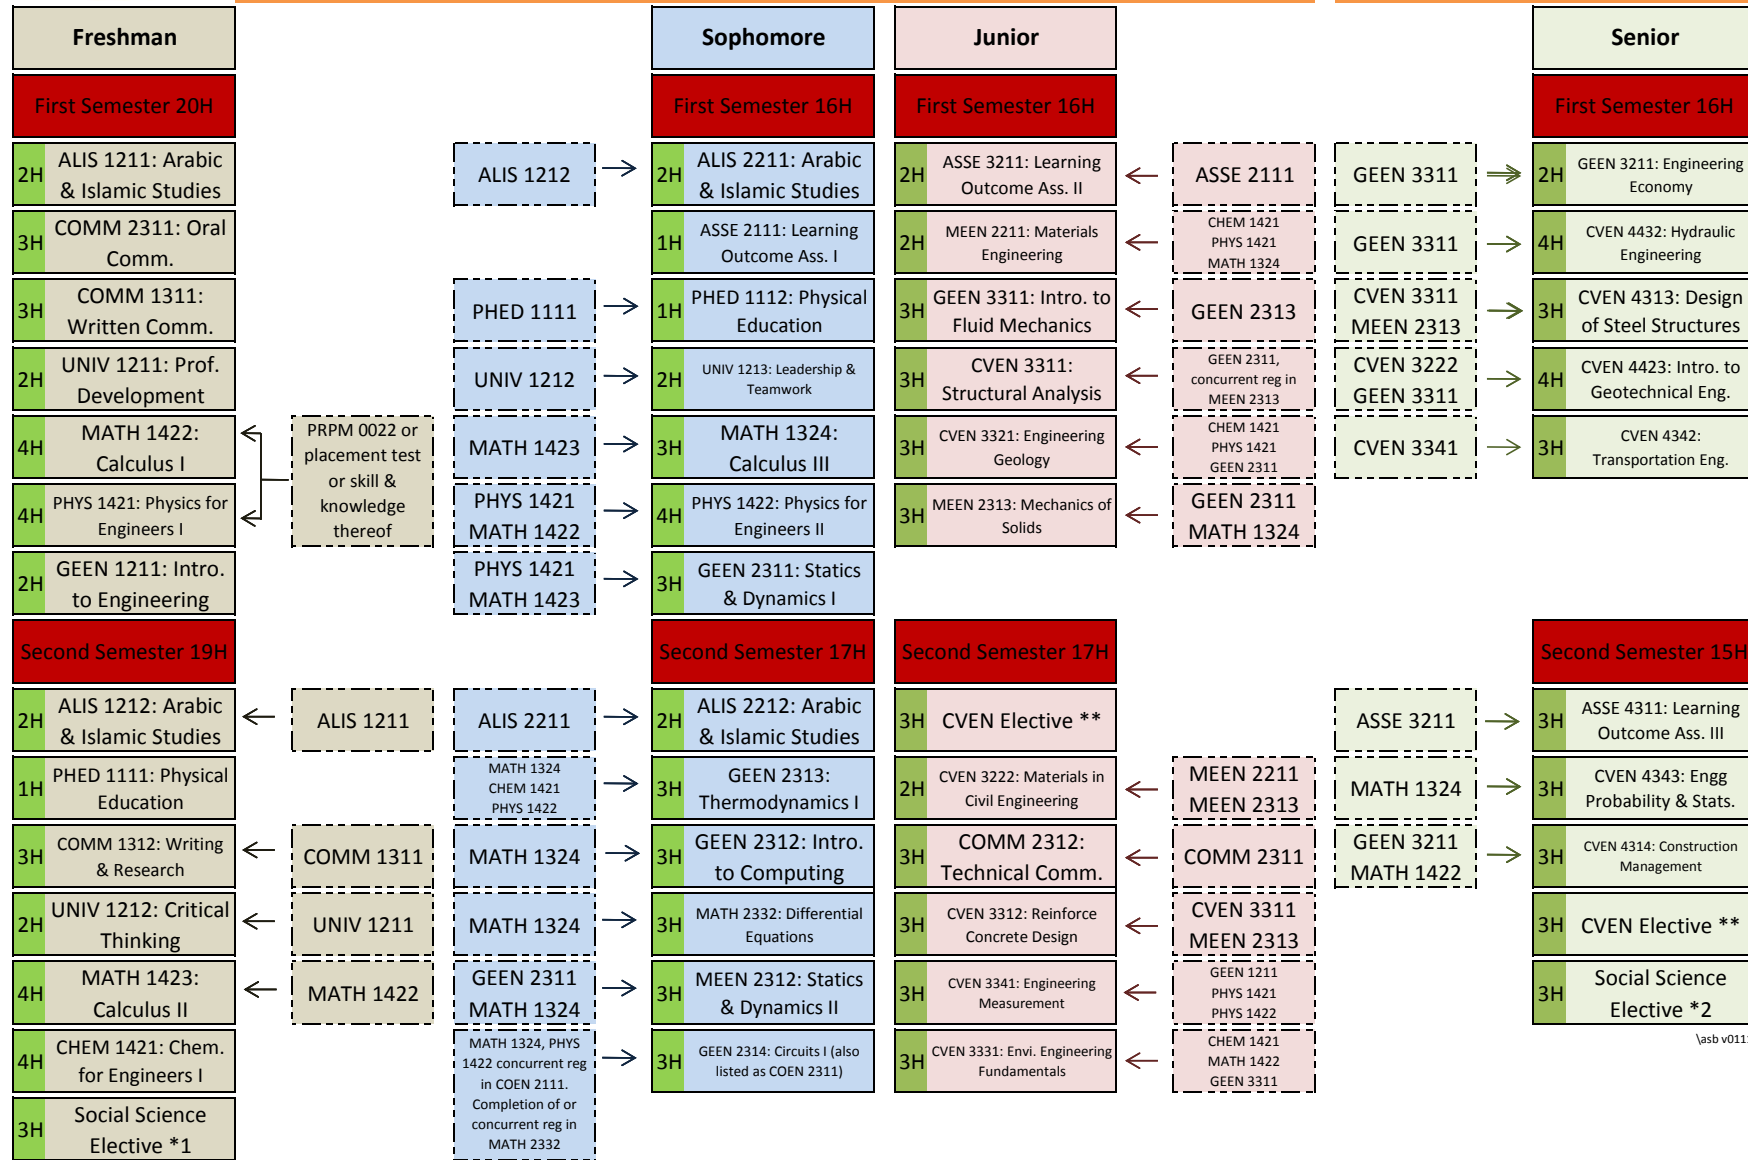 Freshman
First Semester 20H
2H
ALIS 1211: Arabic
& Islamic Studies
3H
COMM 2311: Oral
Comm.
3H
COMM 1311:
Written Comm.
2H
UNIV 1211: Prof.
Development
4H
MATH 1422:
Calculus I
4H
PHYS 1421: Physics for
Engineers I
2H
GEEN 1211: Intro.
to Engineering
PRPM 0022 or
placement test
or skill &
knowledge
thereof
Second Semester 19H
2H
ALIS 1212: Arabic
& Islamic Studies
ALIS 1211
1H
PHED 1111: Physical
Education
3H
COMM 1312: Writing
& Research
COMM 1311
2H
UNIV 1212: Critical
Thinking
UNIV 1211
4H
MATH 1423:
Calculus II
MATH 1422
4H
CHEM 1421: Chem.
for Engineers I
3H
Social Science
Elective *1
Sophomore
First Semester 16H
ALIS 1212
2H
ALIS 2211: Arabic
& Islamic Studies
1H
ASSE 2111: Learning
Outcome Ass. I
PHED 1111
1H
PHED 1112: Physical
Education
UNIV 1212
2H
UNIV 1213: Leadership &
Teamwork
MATH 1423
3H
MATH 1324:
Calculus III
PHYS 1421
MATH 1422
4H
PHYS 1422: Physics for
Engineers II
PHYS 1421
MATH 1423
3H
GEEN 2311: Statics
& Dynamics I
Second Semester 17H
ALIS 2211
2H
ALIS 2212: Arabic
& Islamic Studies
MATH 1324
CHEM 1421
PHYS 1422
3H
GEEN 2313:
Thermodynamics I
MATH 1324
3H
GEEN 2312: Intro.
to Computing
MATH 1324
3H
MATH 2332: Differential
Equations
GEEN 2311
MATH 1324
3H
MEEN 2312: Statics
& Dynamics II
MATH 1324, PHYS
1422 concurrent reg
in COEN 2111.
Completion of or
concurrent reg in
MATH 2332
3H
GEEN 2314: Circuits I (also
listed as COEN 2311)
Junior
First Semester 16H
2H
ASSE 3211: Learning
Outcome Ass. II
ASSE 2111
2H
MEEN 2211: Materials
Engineering
CHEM 1421
PHYS 1421
MATH 1324
3H
GEEN 3311: Intro. to
Fluid Mechanics
GEEN 2313
3H
CVEN 3311:
Structural Analysis
GEEN 2311,
concurrent reg in
MEEN 2313
3H
CVEN 3321: Engineering
Geology
CHEM 1421
PHYS 1421
GEEN 2311
3H
MEEN 2313: Mechanics of
Solids
GEEN 2311
MATH 1324
Second Semester 17H
3H
CVEN Elective **
2H
CVEN 3222: Materials in
Civil Engineering
MEEN 2211
MEEN 2313
3H
COMM 2312:
Technical Comm.
COMM 2311
3H
CVEN 3312: Reinforce
Concrete Design
CVEN 3311
MEEN 2313
3H
CVEN 3341: Engineering
Measurement
GEEN 1211
PHYS 1421
PHYS 1422
3H
CVEN 3331: Envi. Engineering
Fundamentals
CHEM 1421
MATH 1422
GEEN 3311
Senior
First Semester 16H
GEEN 3311
2H
GEEN 3211: Engineering
Economy
GEEN 3311
4H
CVEN 4432: Hydraulic
Engineering
CVEN 3311
MEEN 2313
3H
CVEN 4313: Design
of Steel Structures
CVEN 3222
GEEN 3311
4H
CVEN 4423: Intro. to
Geotechnical Eng.
CVEN 3341
3H
CVEN 4342:
Transportation Eng.
Second Semester 15H
ASSE 3211
3H
ASSE 4311: Learning
Outcome Ass. III
MATH 1324
3H
CVEN 4343: Engg
Probability & Stats.
GEEN 3211
MATH 1422
3H
CVEN 4314: Construction
Management
3H
CVEN Elective **
3H
Social Science
Elective *2
\asb